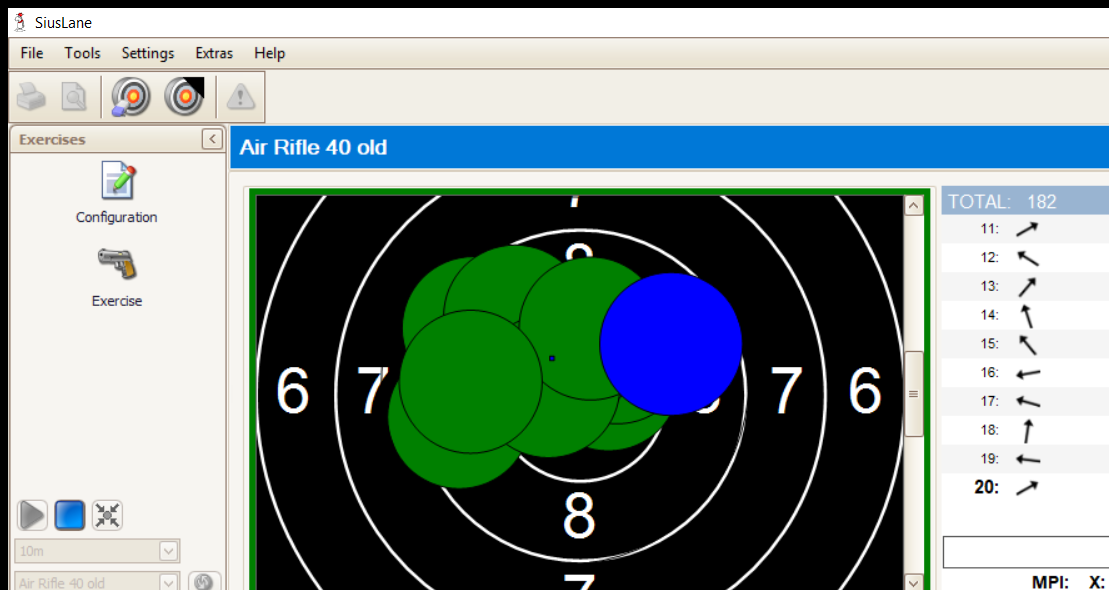 SiusLane
File Tools Settings Extras Help
Exercises
Air Rifle 40 old
Configuration
Exercise
10m
Air Rifle 40 old
6 7 7 6
8
7
TOTAL: 182
11:
12:
13:
14:
15:
16:
17:
18:
19:
20:
MPI: X: